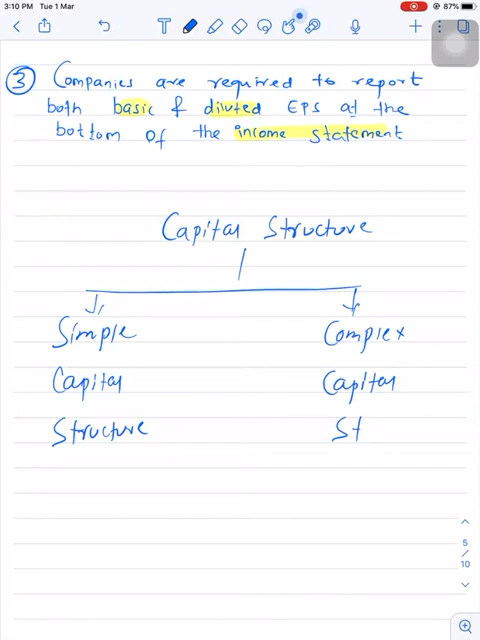 3:10 PM Tue 1 Mar
87%
③ Companies are required to report
both basic & diluted EPS at the
bottom of the income statement
Capital Structure
Simple Complex
Capital Capital
Structure St
5
/
10